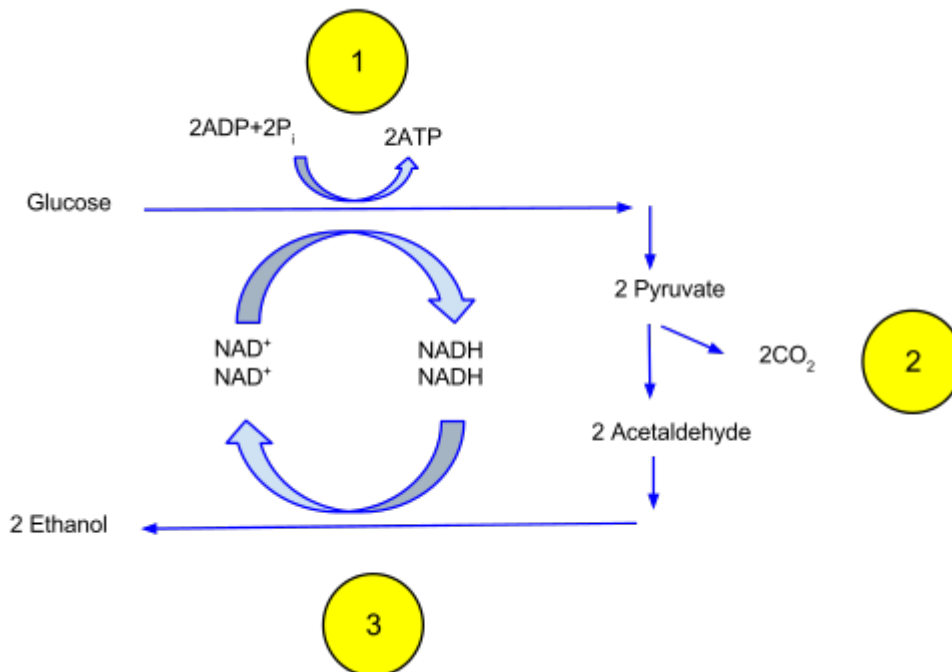 1
2ADP+2Pᵢ
2ATP
Glucose
2 Pyruvate
NAD⁺
NAD⁺
NADH
NADH
2CO₂
2
2 Acetaldehyde
2 Ethanol
3